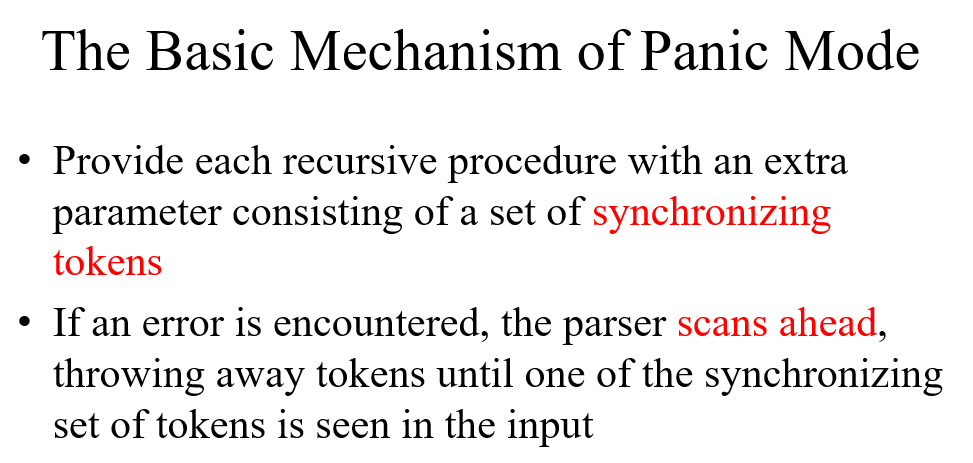 The Basic Mechanism of Panic Mode
• Provide each recursive procedure with an extra
parameter consisting of a set of synchronizing
tokens
• If an error is encountered, the parser scans ahead,
throwing away tokens until one of the synchronizing
set of tokens is seen in the input